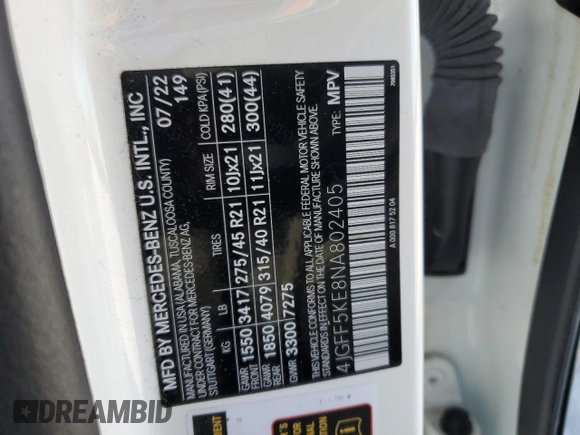 MFD BY MERCEDES-BENZ U.S. INTL., INC
MANUFACTURED IN USA (ALABAMA, TUSCALOOSA COUNTY) 07/22
UNDER CONTRACT FOR MERCEDES-BENZ AG, 149
STUTTGART (GERMANY)
KG LB TIRES RIM SIZE COLD KPA (PSI)
GAWR FRONT 1550 3417 275/45 R21 10Jx21 280(41)
GAWR REAR 1850 4079 315/40 R21 11Jx21 300(44)
GVWR 3300 7275
THIS VEHICLE CONFORMS TO ALL APPLICABLE FEDERAL MOTOR VEHICLE SAFETY
STANDARDS IN EFFECT ON THE DATE OF MANUFACTURE SHOWN ABOVE.
4JGFF5KE8NA802405 TYPE: MPV
A 000 817 52 04
DREAMBID